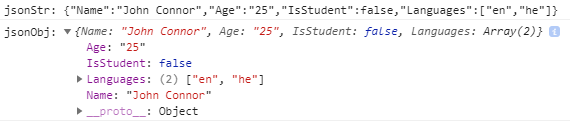 jsonStr: {"Name":"John Connor","Age":"25","IsStudent":false,"Languages":["en","he"]}
jsonObj: ▼{Name: "John Connor", Age: "25", IsStudent: false, Languages: Array(2)} i
Age: "25"
IsStudent: false
▶Languages: (2) ["en", "he"]
Name: "John Connor"
▶__proto__: Object